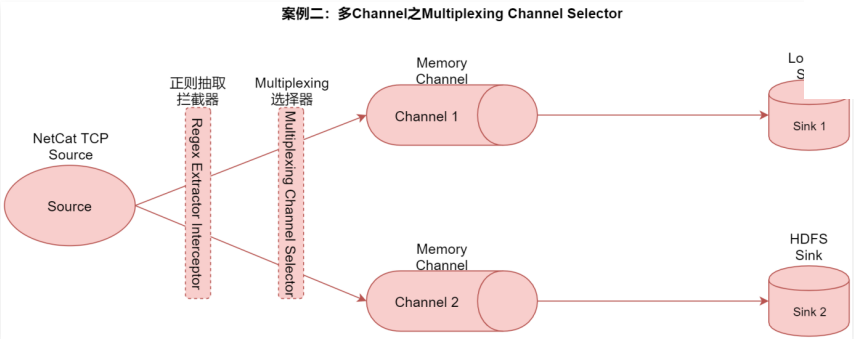 案例二：多Channel之Multiplexing Channel Selector
正则抽取
拦截器
Multiplexing
选择器
Memory
Channel
Lo
S
NetCat TCP
Source
Source
Regex Extractor Interceptor
Multiplexing Channel Selector
Channel 1
Sink 1
Memory
Channel
HDFS
Sink
Channel 2
Sink 2